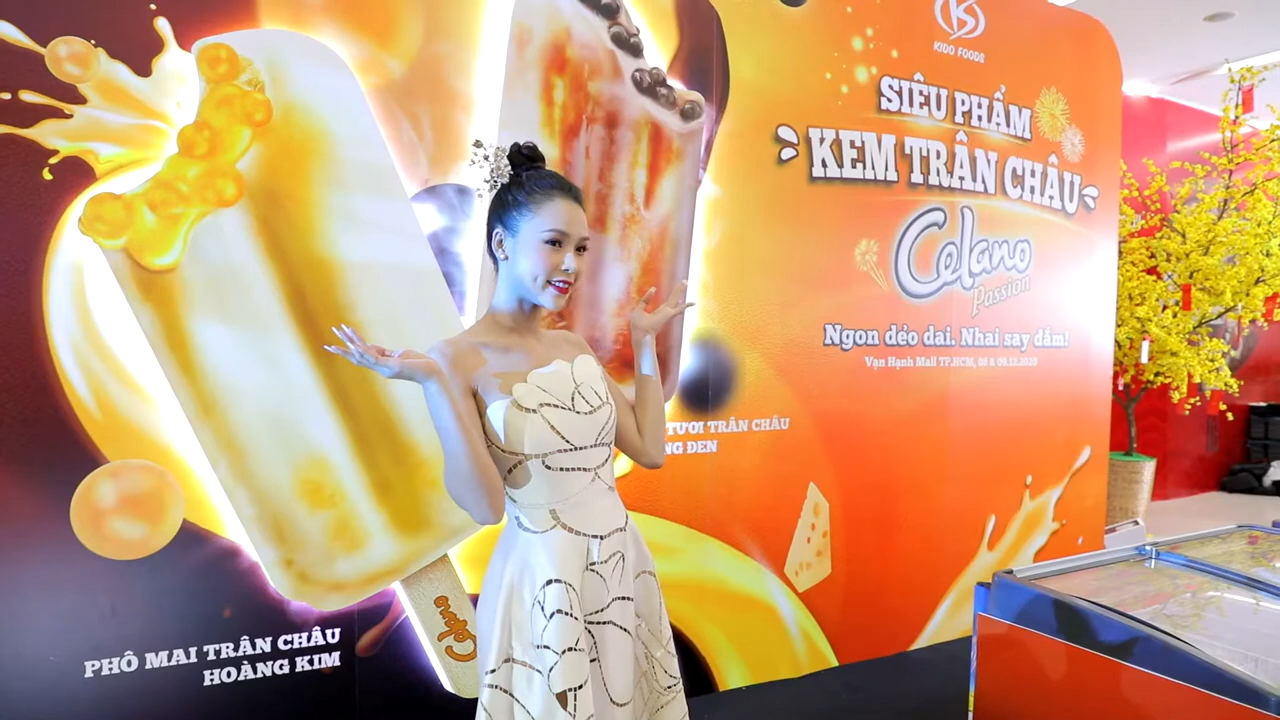 KIDO FOODS
SIÊU PHẨM
KEM TRÂN CHÂU
Celano
Passion
Ngon dẻo dai. Nhai say đắm!
Vạn Hạnh Mall TP.HCM, 08 & 09.12.2020
TƯƠI TRÂN CHÂU
NG ĐEN
Celano
PHÔ MAI TRÂN CHÂU
HOÀNG KIM